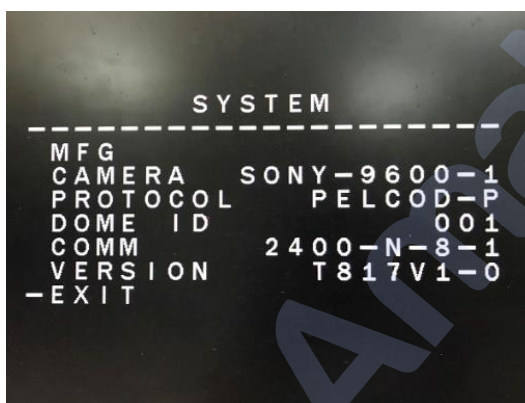 SYSTEM
MFG
CAMERA SONY-9600-1
PROTOCOL PELCOD-P
DOME ID 001
COMM 2400-N-8-1
VERSION T817V1-0
-EXIT